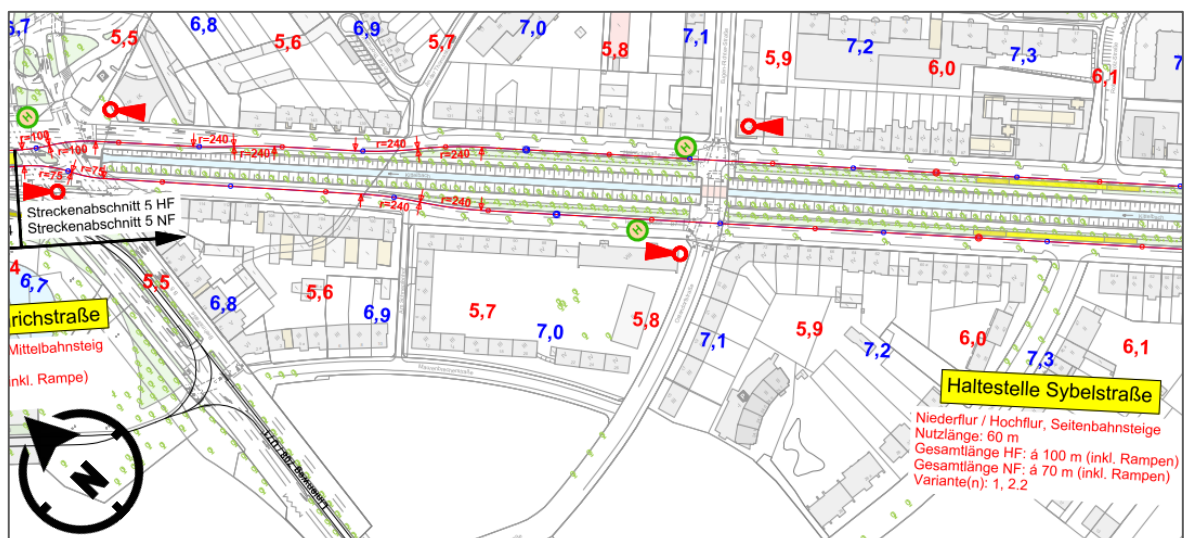 6,7
5,5
6,8
5,6
6,9
5,7
7,0
5,8
7,1
5,9
7,2
6,0
7,3
6,1
7
H
H
r=100
r=100
r=240
r=240
r=240
r=240
r=75
r=75
r=240
r=240
Streckenabschnitt 5 HF
Streckenabschnitt 5 NF
4
H
4
6,7
5,5
6,8
5,6
6,9
5,7
7,0
5,8
7,1
5,9
7,2
6,0
7,3
6,1
richstraße
Mittelbahnsteig
inkl. Rampe)
N
Haltestelle Sybelstraße
Niederflur / Hochflur, Seitenbahnsteige
Nutzlänge: 60 m
Gesamtlänge HF: á 100 m (inkl. Rampen)
Gesamtlänge NF: á 70 m (inkl. Rampen)
Variante(n): 1, 2.2